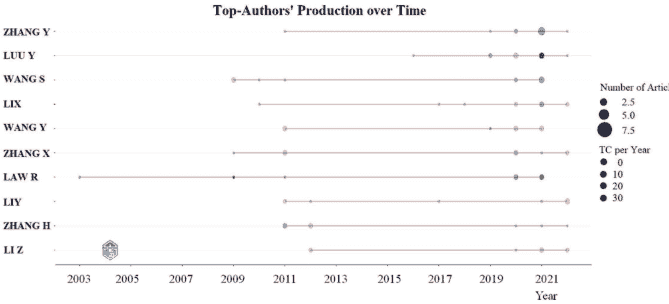 Top-Authors' Production over Time
ZHANG Y
LUU Y
WANG S
LIX
WANG Y
ZHANG X
LAW R
LIY
ZHANG H
LI Z
2003 2005 2007 2009 2011 2013 2015 2017 2019 2021
Year
Number of Articl
2.5
5.0
7.5
TC per Year
0
10
20
30